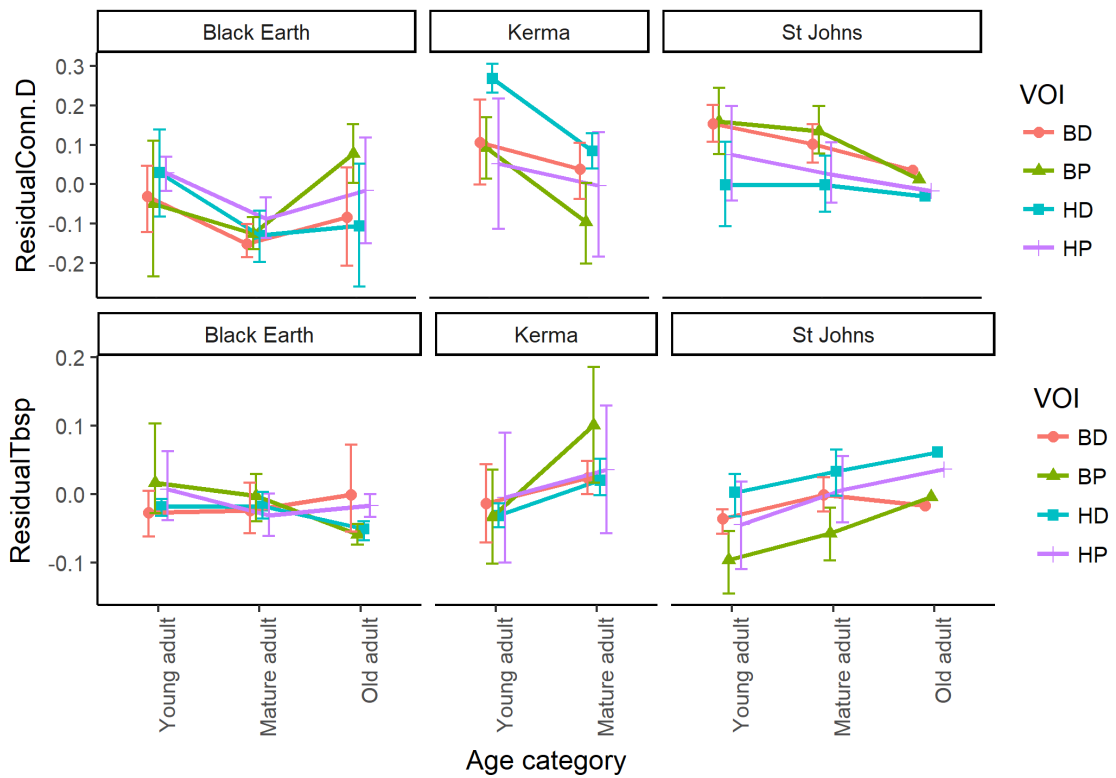 Black Earth
Kerma
St Johns
ResidualConn.D
0.3
0.2
0.1
0.0
-0.1
-0.2
VOI
BD
BP
HD
HP
Black Earth
Kerma
St Johns
ResidualTbsp
0.2
0.1
0.0
-0.1
VOI
BD
BP
HD
HP
Young adult
Mature adult
Old adult
Young adult
Mature adult
Young adult
Mature adult
Old adult
Age category